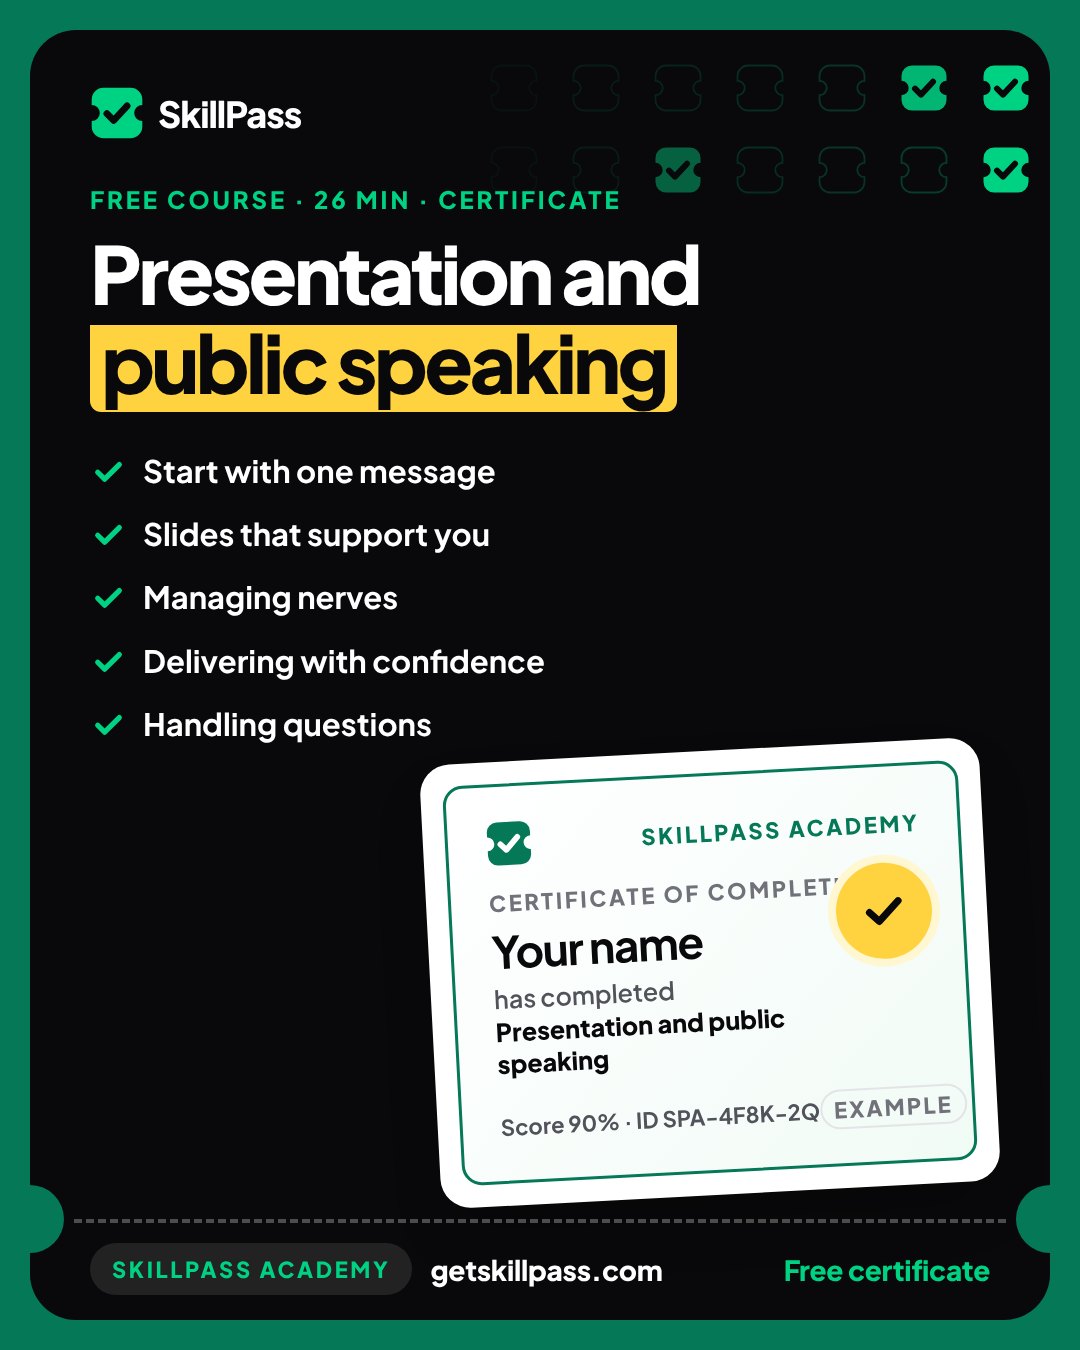 SkillPass
FREE COURSE · 26 MIN · CERTIFICATE
Presentation and
public speaking
Start with one message
Slides that support you
Managing nerves
Delivering with confidence
Handling questions
SKILLPASS ACADEMY
CERTIFICATE OF
Your name
has completed
Presentation and public
speaking
Score 90% · ID SPA-4F8K-2Q
EXAMPLE
SKILLPASS ACADEMY
getskillpass.com
Free certificate